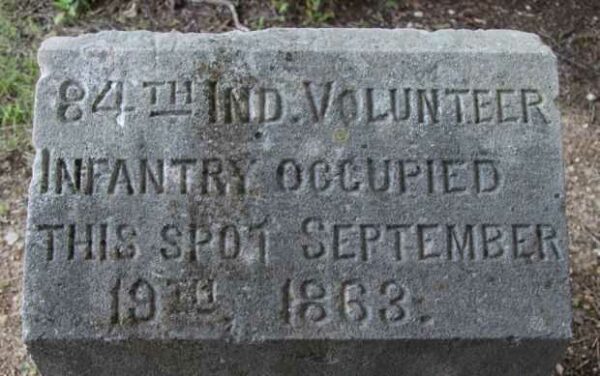 84TH IND. VOLUNTEER
INFANTRY OCCUPIED
THIS SPOT SEPTEMBER
19TH, 1863.